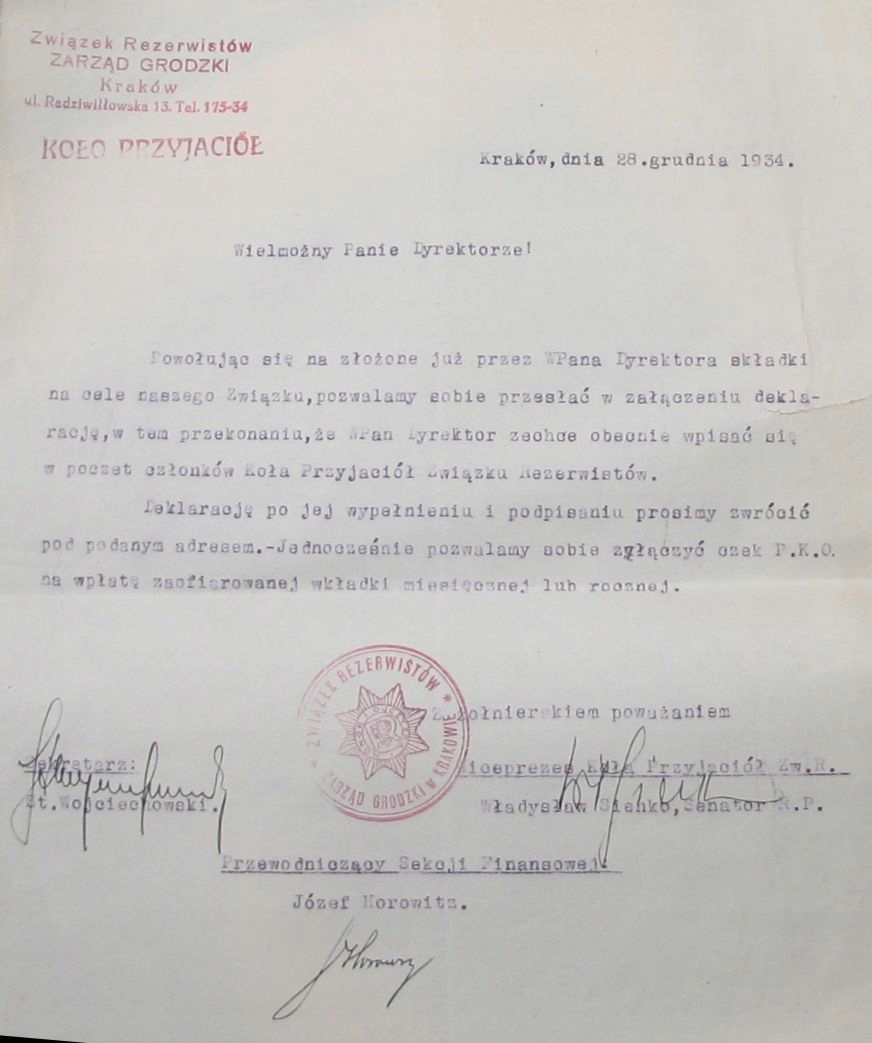 Związek Rezerwistów
ZARZĄD GRODZKI
Kraków
ul. Radziwiłłowska 13. Tel. 175-34
KOŁO PRZYJACIÓŁ
Kraków, dnia 28.grudnia 1934.
Wielmożny Panie Dyrektorze!
Powołując się na złożone już przez WPana Dyrektora składki
na cele naszego Związku,pozwalamy sobie przesłać w załączeniu dekla-
rację,w tem przekonaniu,że WPan Dyrektor zechce obecnie wpisać się
w poczet członków Koła Przyjaciół Związku Rezerwistów.
Deklarację po jej wypełnieniu i podpisaniu prosimy zwrócić
pod podanym adresem.-Jednocześnie pozwalamy sobie załączyć czek P.K.O.
na wpłatę zaofiarowanej wkładki miesięcznej lub rocznej.
* ZWIĄZEK REZERWISTÓW *
ZARZĄD GRODZKI W KRAKOWIE
Z żołnierskiem poważaniem
Sekretarz:
Wiceprezes Koła Przyjaciół Zw.R.
St.Wojciechowski.
Władysław Sieńko,Senator R.P.
Przewodniczący Sekcji Finansowej
Józef Horowitz.